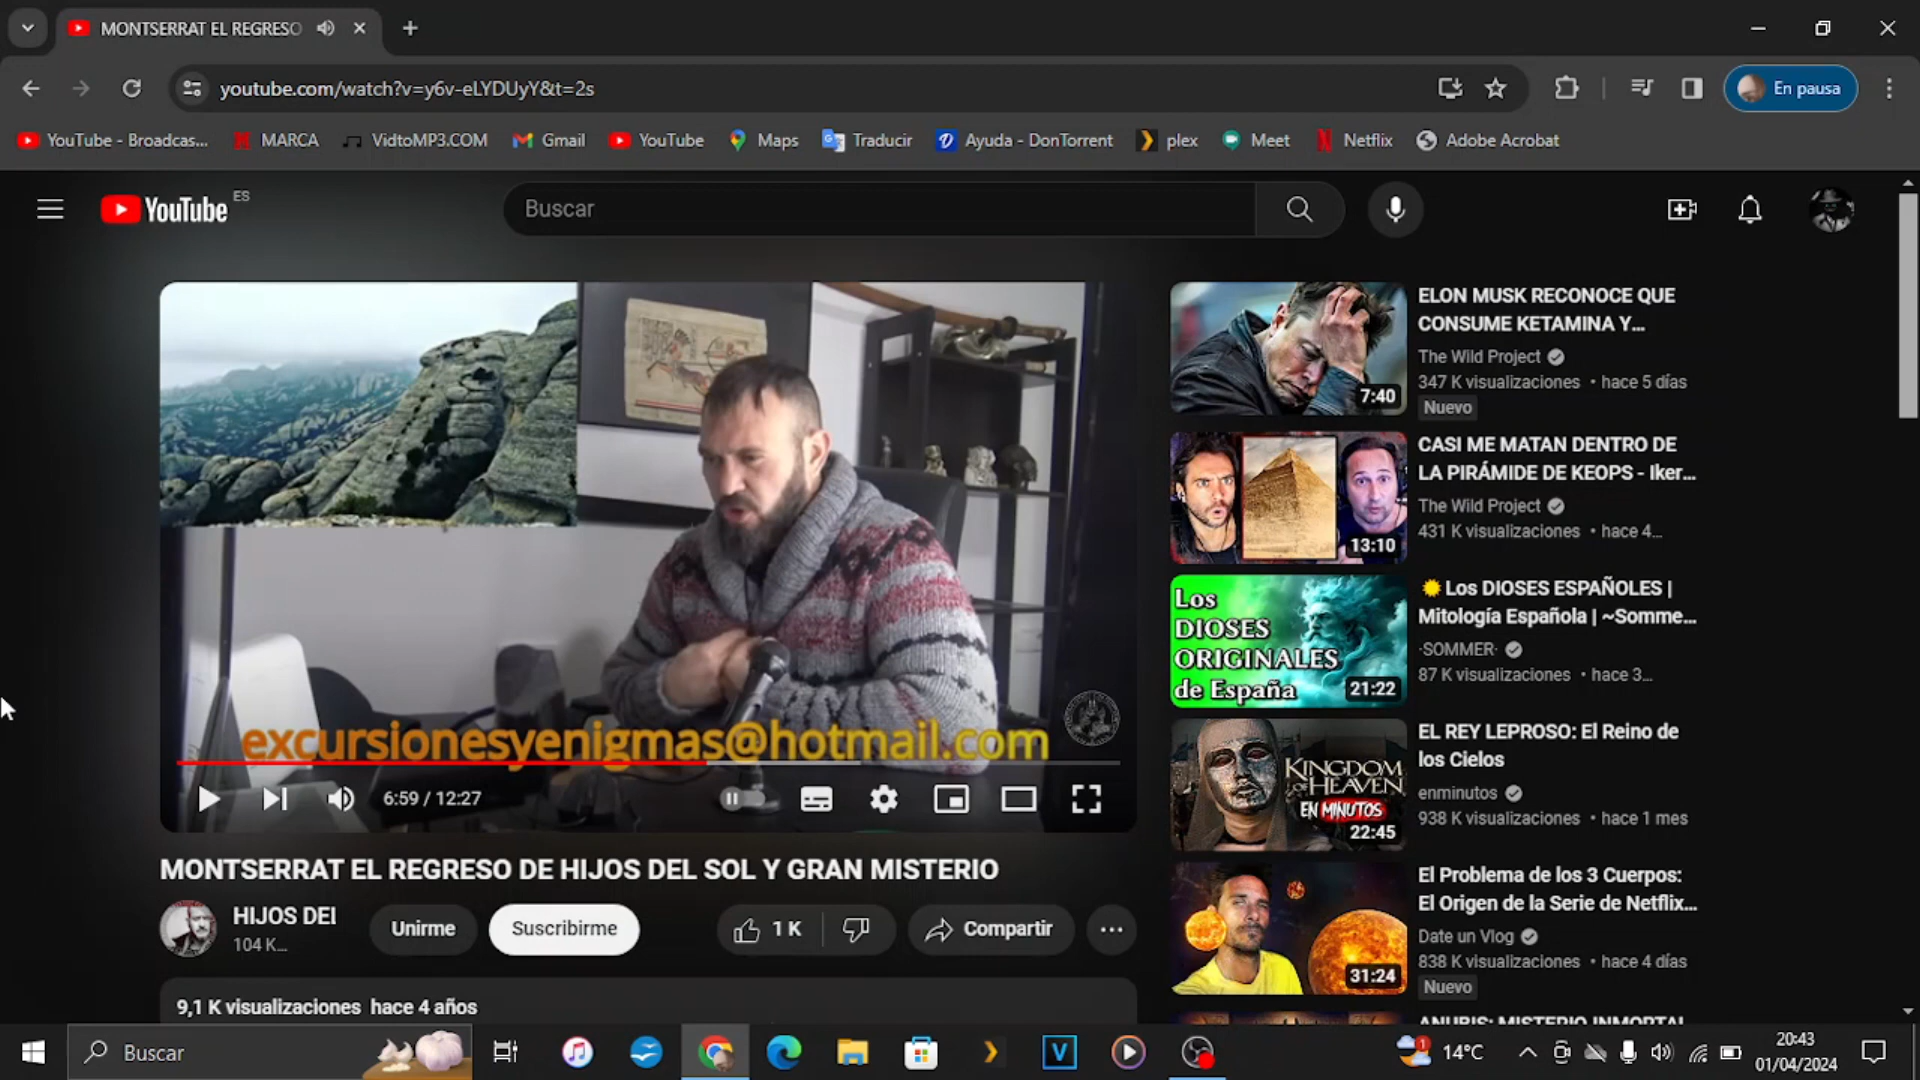 MONTSERRAT EL REGRESO
youtube.com/watch?v=y6v-eLYDUyY&t=2s
En pausa
YouTube - Broadcas...
MARCA
VidtoMP3.COM
Gmail
YouTube
Maps
Traducir
Ayuda - DonTorrent
plex
Meet
Netflix
Adobe Acrobat
YouTube ES
Buscar
excursionesyenigmas@hotmail.com
6:59 / 12:27
MONTSERRAT EL REGRESO DE HIJOS DEL SOL Y GRAN MISTERIO
HIJOS DEL
104 K...
Unirme
Suscribirme
1 K
Compartir
9,1 K visualizaciones hace 4 años
7:40
ELON MUSK RECONOCE QUE
CONSUME KETAMINA Y...
The Wild Project
347 K visualizaciones • hace 5 días
Nuevo
13:10
CASI ME MATAN DENTRO DE
LA PIRÁMIDE DE KEOPS - Iker...
The Wild Project
431 K visualizaciones • hace 4...
Los
DIOSES
ORIGINALES
de España
21:22
Los DIOSES ESPAÑOLES |
Mitología Española | ~Somme...
·SOMMER·
87 K visualizaciones • hace 3...
KINGDOM
OF HEAVEN
EN MINUTOS
22:45
EL REY LEPROSO: El Reino de
los Cielos
enminutos
938 K visualizaciones • hace 1 mes
31:24
El Problema de los 3 Cuerpos:
El Origen de la Serie de Netflix...
Date un Vlog
838 K visualizaciones • hace 4 días
Nuevo
ANUBIS: MISTERIO INMORTAL
Buscar
V
1
14°C
20:43
01/04/2024